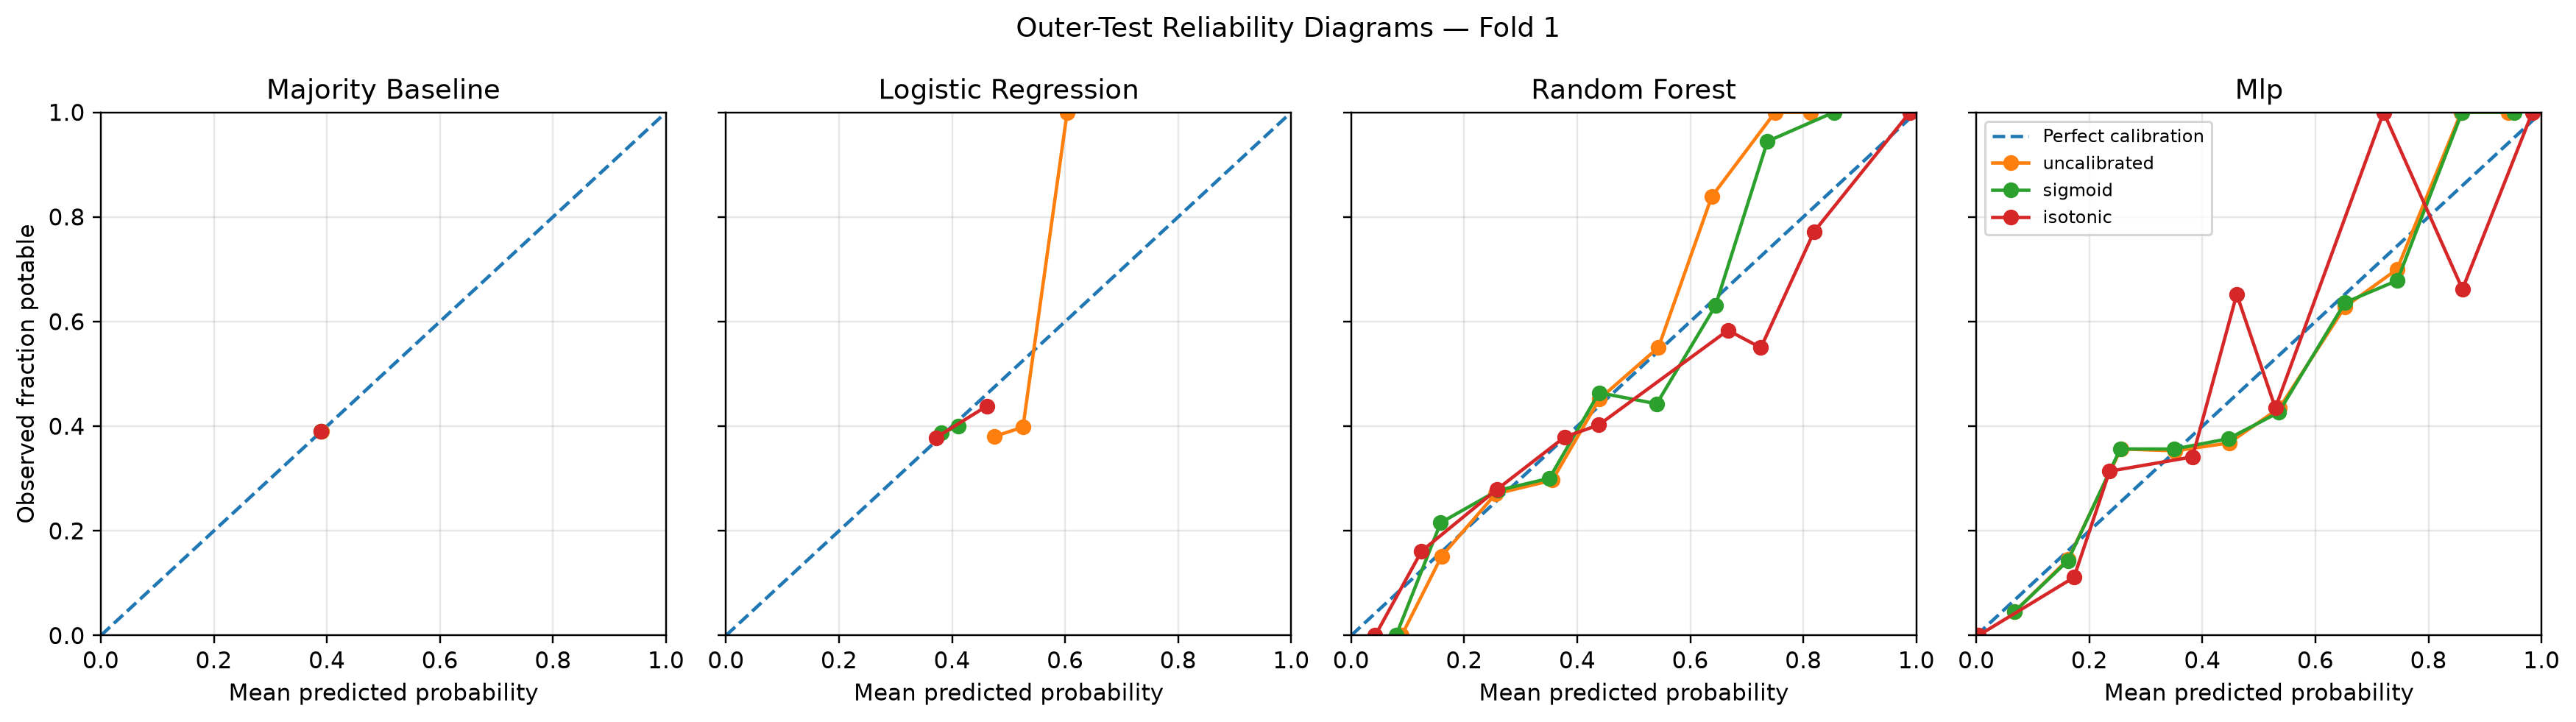 Outer-Test Reliability Diagrams — Fold 1
Majority Baseline
Logistic Regression
Random Forest
Mlp
Observed fraction potable
1.0
0.8
0.6
0.4
0.2
0.0
0.0 0.2 0.4 0.6 0.8 1.0
0.0 0.2 0.4 0.6 0.8 1.0
0.0 0.2 0.4 0.6 0.8 1.0
0.0 0.2 0.4 0.6 0.8 1.0
Mean predicted probability
Mean predicted probability
Mean predicted probability
Mean predicted probability
Perfect calibration
uncalibrated
sigmoid
isotonic